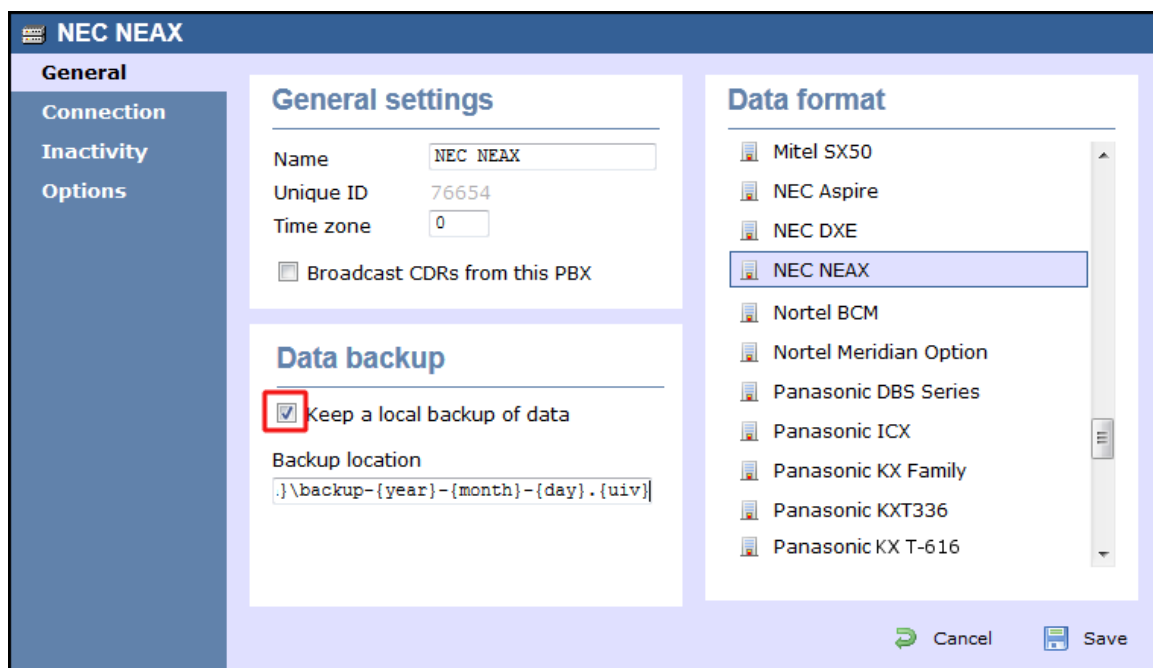 NEC NEAX
General
Connection
Inactivity
Options
General settings
Name
NEC NEAX
Unique ID
76654
Time zone
0
Broadcast CDRs from this PBX
Data backup
Keep a local backup of data
Backup location
.}\backup-{year}-{month}-{day}.{uiv}
Data format
Mitel SX50
NEC Aspire
NEC DXE
NEC NEAX
Nortel BCM
Nortel Meridian Option
Panasonic DBS Series
Panasonic ICX
Panasonic KX Family
Panasonic KXT336
Panasonic KX T-616
Cancel
Save